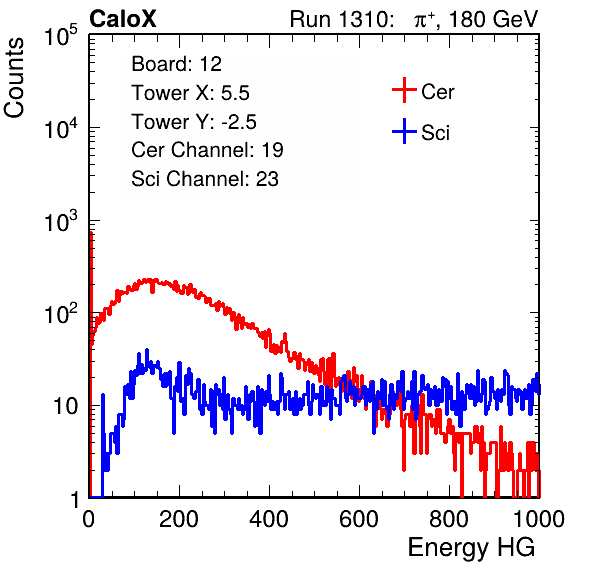 CaloX Run 1310: π⁺, 180 GeV
Counts
10⁵
10⁴
10³
10²
10
1
Board: 12
Tower X: 5.5
Tower Y: -2.5
Cer Channel: 19
Sci Channel: 23
Cer
Sci
0 200 400 600 800 1000
Energy HG